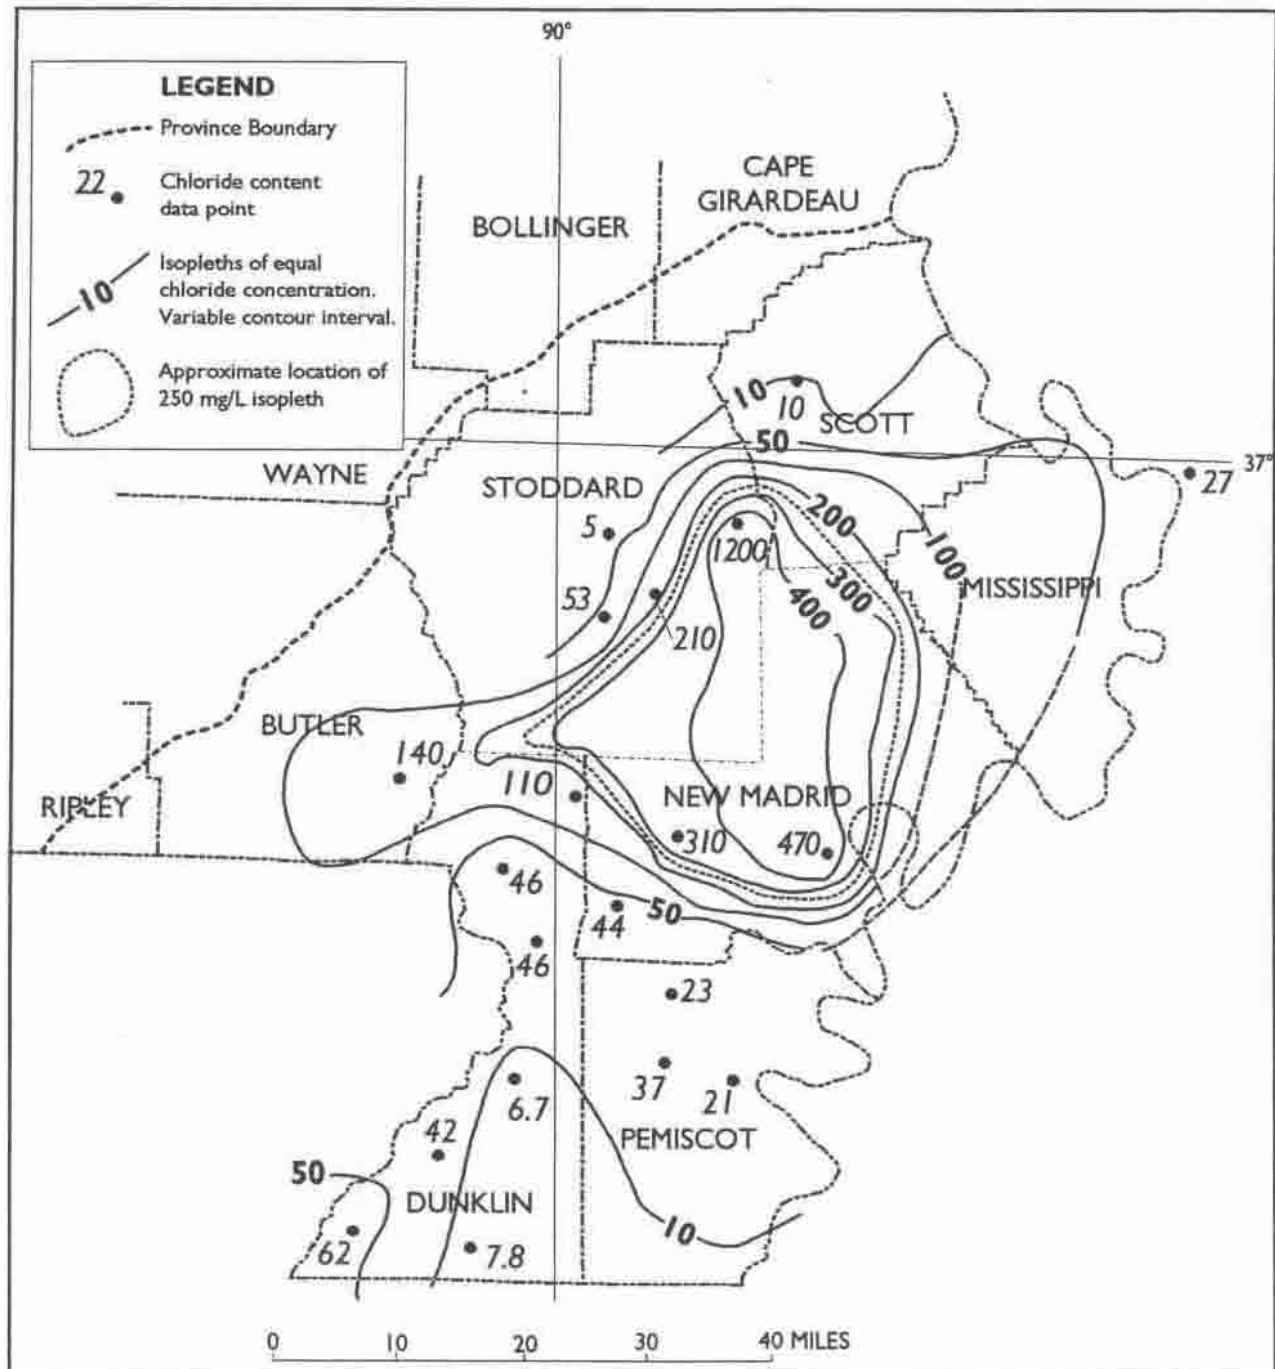 90°
LEGEND
Province Boundary
22
Chloride content
data point
10
Isopleths of equal
chloride concentration.
Variable contour interval.
Approximate location of
250 mg/L isopleth
CAPE
GIRARDEAU
BOLLINGER
10
10
SCOTT
50
37°
WAYNE
STODDARD
27
5
1200
200
100
MISSISSIPPI
300
400
53
210
BUTLER
140
110
NEW MADRID
RIPLEY
310
470
46
44
50
46
23
37
21
6.7
PEMISCOT
42
50
DUNKLIN
10
62
7.8
0 10 20 30 40 MILES